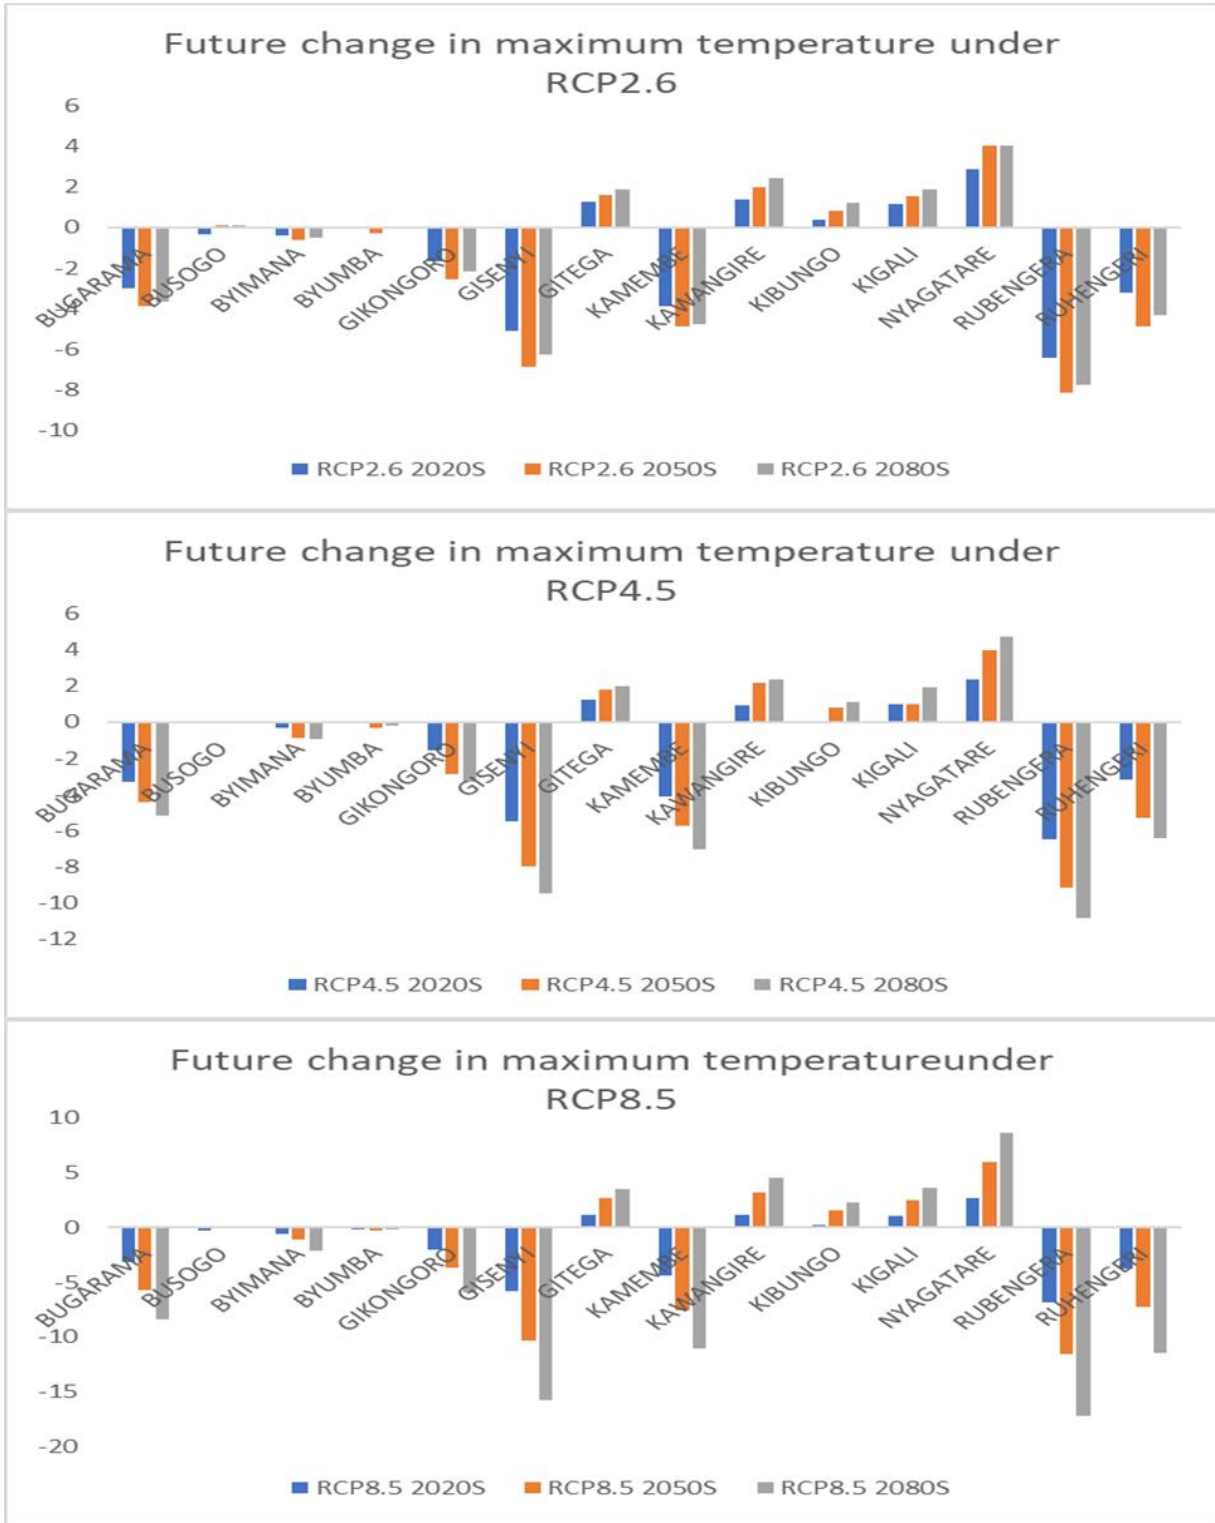 Future change in maximum temperature under
RCP2.6
6
4
2
0
-2
-4
-6
-8
-10
BUGARAMA
BUSOGO
BYIMANA
BYUMBA
GIKONGORO
GISENYI
GITEGA
KAMEMBE
KAWANGIRE
KIBUNGO
KIGALI
NYAGATARE
RUBENGERA
RUHENGERI
RCP2.6 2020S RCP2.6 2050S RCP2.6 2080S
Future change in maximum temperature under
RCP4.5
6
4
2
0
-2
-4
-6
-8
-10
-12
BUGARAMA
BUSOGO
BYIMANA
BYUMBA
GIKONGORO
GISENYI
GITEGA
KAMEMBE
KAWANGIRE
KIBUNGO
KIGALI
NYAGATARE
RUBENGERA
RUHENGERI
RCP4.5 2020S RCP4.5 2050S RCP4.5 2080S
Future change in maximum temperatureunder
RCP8.5
10
5
0
-5
-10
-15
-20
BUGARAMA
BUSOGO
BYIMANA
BYUMBA
GIKONGORO
GISENYI
GITEGA
KAMEMBE
KAWANGIRE
KIBUNGO
KIGALI
NYAGATARE
RUBENGERA
RUHENGERI
RCP8.5 2020S RCP8.5 2050S RCP8.5 2080S